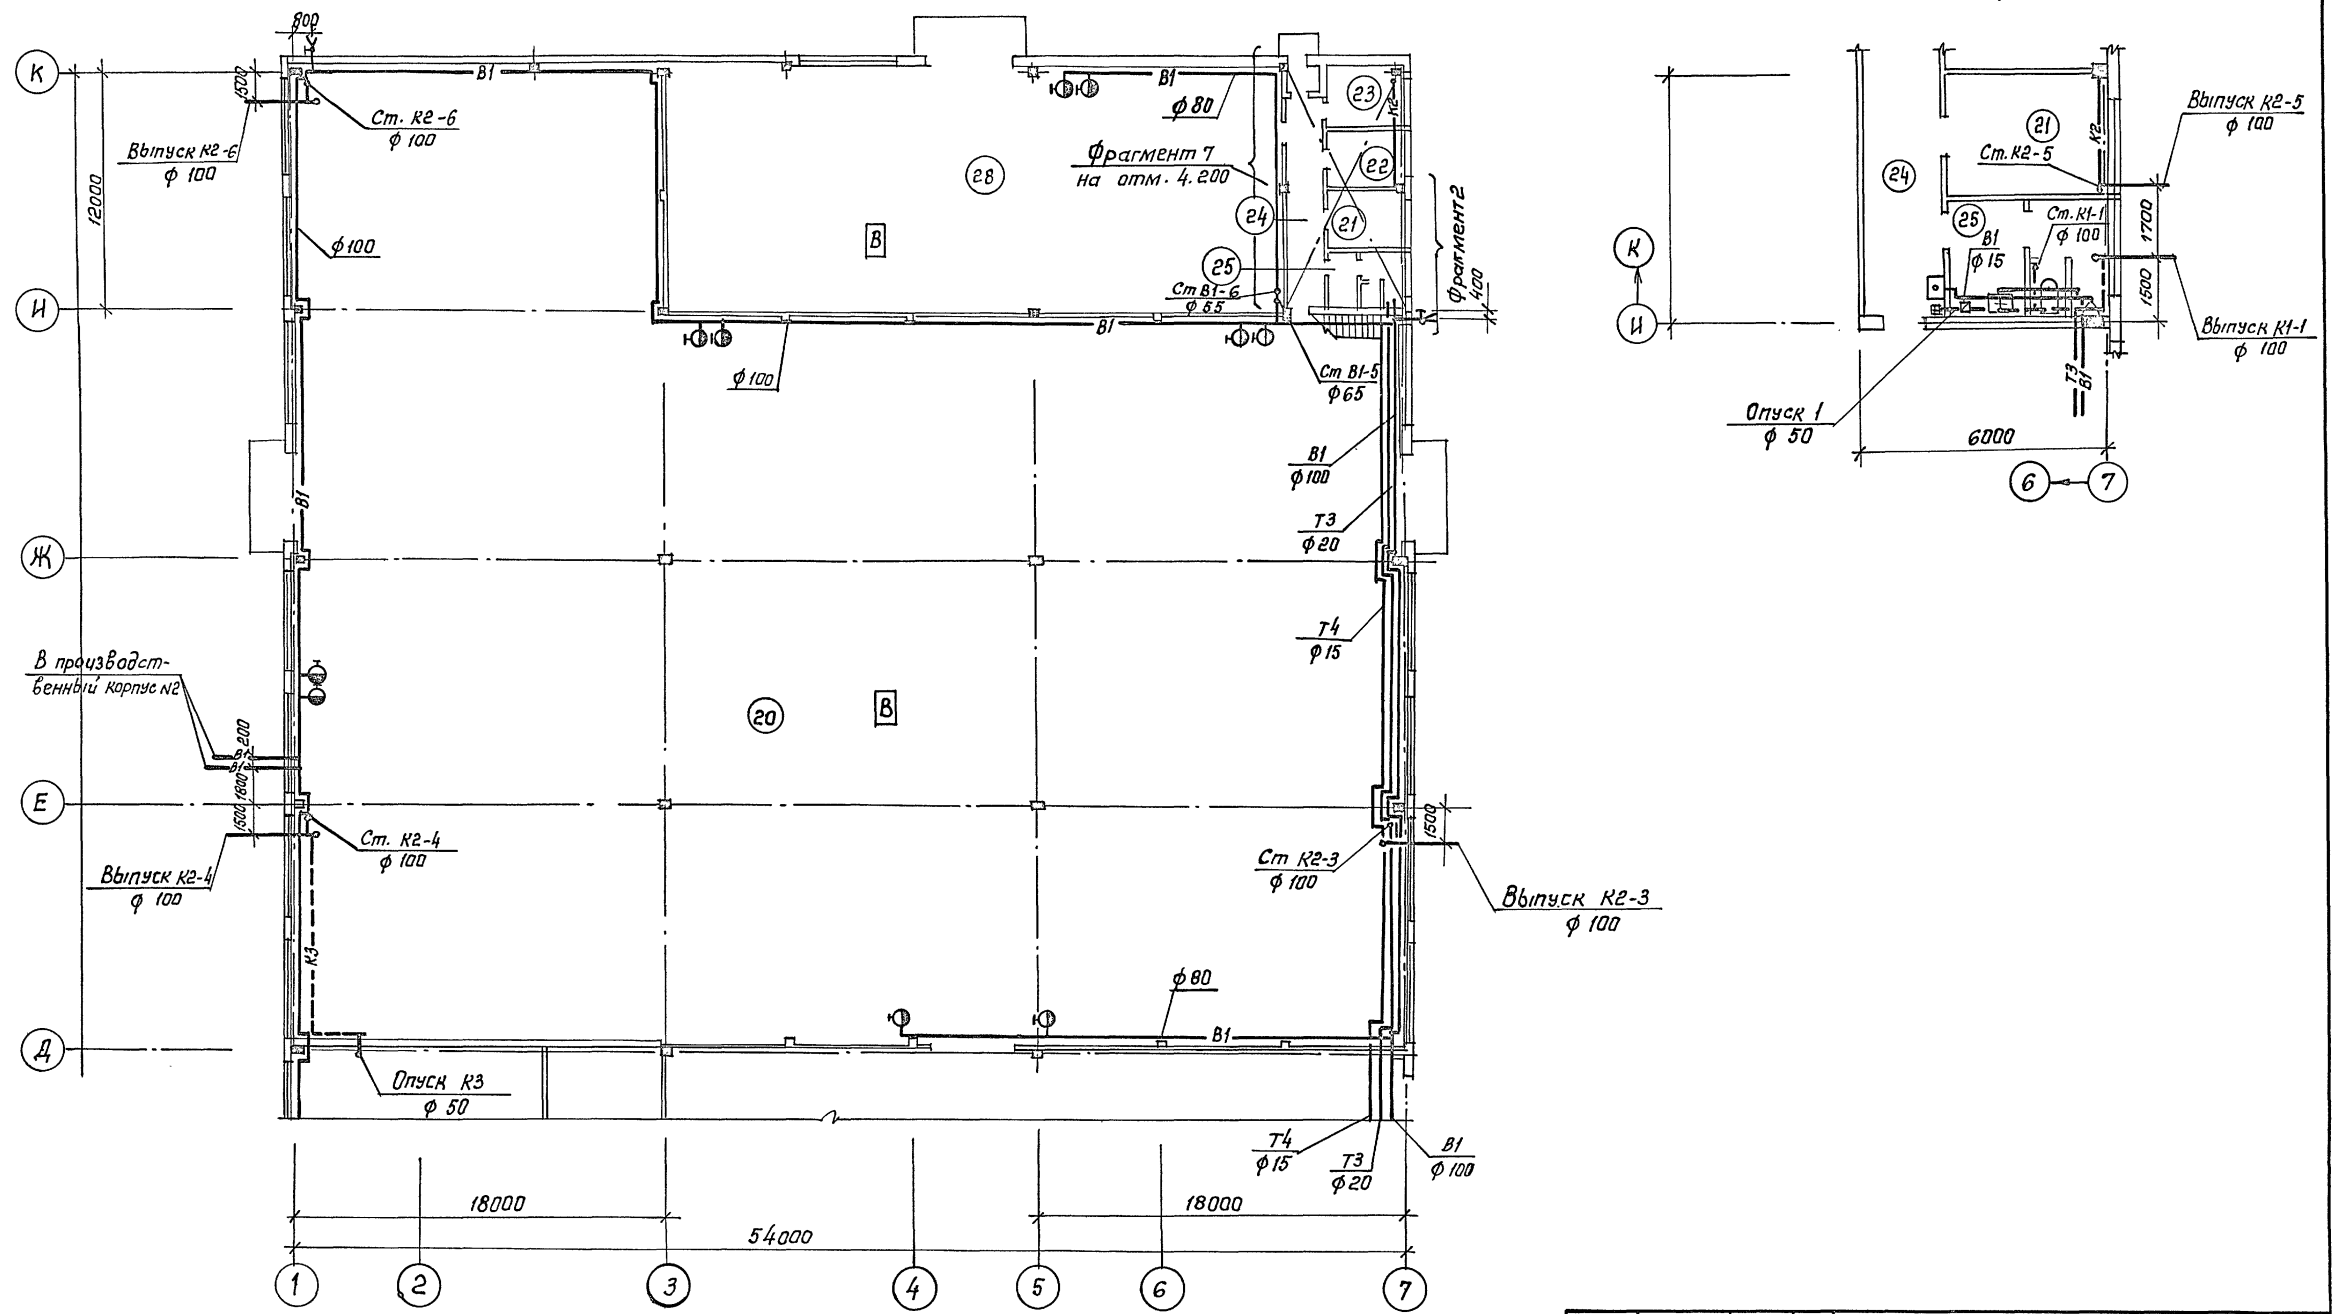 800
К
1500
В1
В1
Ст. К2-6
ф 100
ф 80
23
К2
Выпуск К2-6
ф 100
Фрагмент 7
на отм. 4.200
22
28
12000
24
21
Фрагмент 2
ф 100
В
25
400
Ст В1-6
И
В1
ф 100
Ст В1-5
ф 65
В1
ф 100
В1
Т3
ф 20
Ж
Т4
ф 15
В производст-
венный корпус N2
20
В
200
В1
В1
1800
Е
1500
1500
Ст. К2-4
ф 100
Ст К2-3
ф 100
Выпуск К2-4
ф 100
Выпуск К2-3
ф 100
К3
ф 80
В1
Д
Опуск К3
ф 50
Т4
ф 15
Т3
ф 20
В1
ф 100
18000
18000
54000
1
2
3
4
5
6
7
Выпуск К2-5
ф 100
21
К2
Ст. К2-5
24
25
Ст. К1-1
ф 100
В1
ф 15
1700
К
1500
И
Выпуск К1-1
ф 100
Т3
В1
Опуск 1
ф 50
6000
6
7